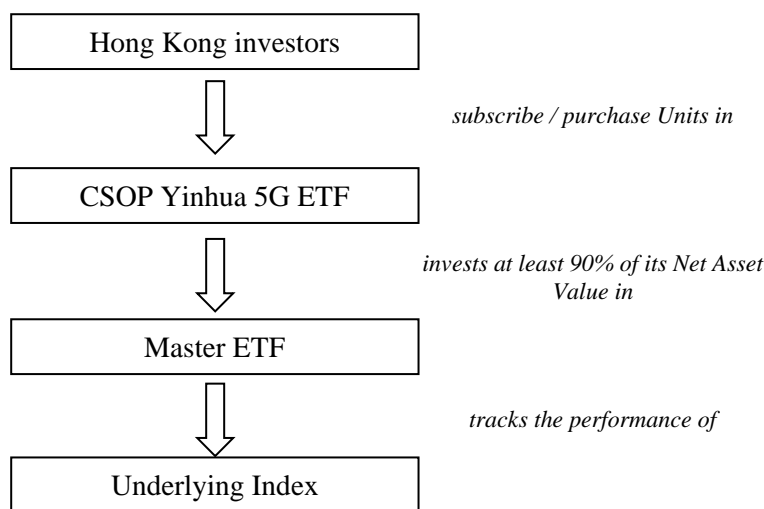 Hong Kong investors
subscribe / purchase Units in
CSOP Yinhua 5G ETF
invests at least 90% of its Net Asset
Value in
Master ETF
tracks the performance of
Underlying Index